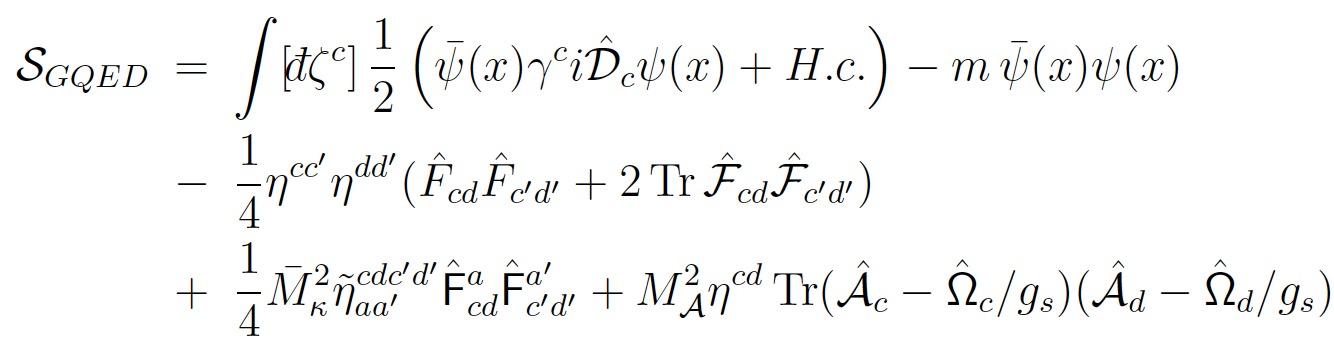 𝓢_{GQED} = ∫[đζ^c] 1/2 ( ψ̄(x)γ^c i𝓓̂_c ψ(x) + H.c. ) − m ψ̄(x)ψ(x)
− 1/4 η^{cc′} η^{dd′} (F̂_{cd} F̂_{c′d′} + 2 Tr 𝓕̂_{cd} 𝓕̂_{c′d′})
+ 1/4 M̄_κ^2 η̃_{aa′}^{cdc′d′} 𝖥̂_{cd}^a 𝖥̂_{c′d′}^{a′} + M_𝓐^2 η^{cd} Tr(𝓐̂_c − Ω̂_c/g_s)(𝓐̂_d − Ω̂_d/g_s)